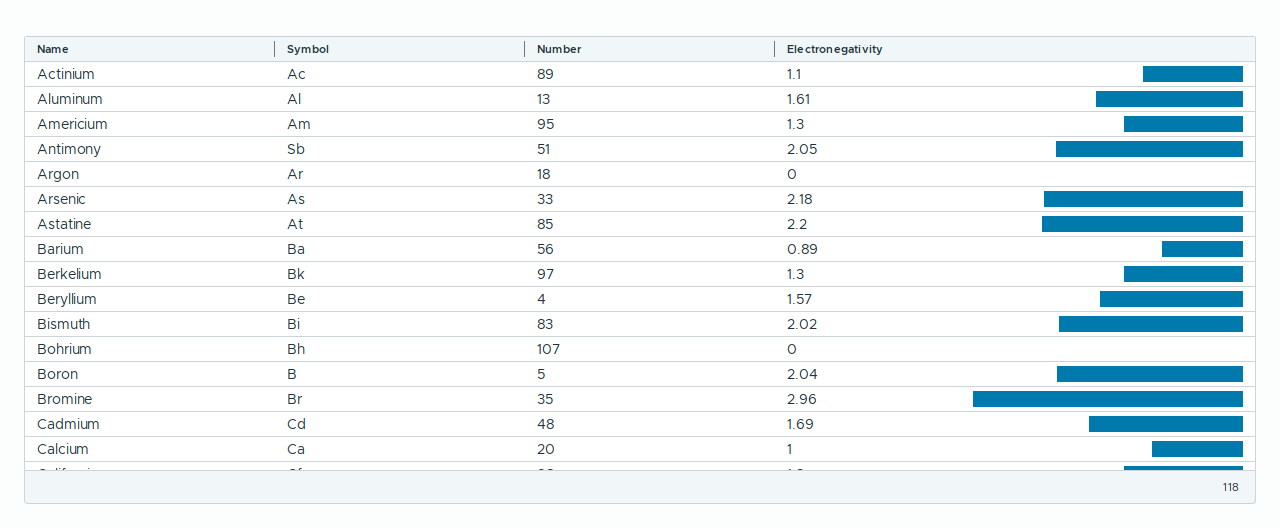 Name Symbol Number Electronegativity
Actinium Ac 89 1.1
Aluminum Al 13 1.61
Americium Am 95 1.3
Antimony Sb 51 2.05
Argon Ar 18 0
Arsenic As 33 2.18
Astatine At 85 2.2
Barium Ba 56 0.89
Berkelium Bk 97 1.3
Beryllium Be 4 1.57
Bismuth Bi 83 2.02
Bohrium Bh 107 0
Boron B 5 2.04
Bromine Br 35 2.96
Cadmium Cd 48 1.69
Calcium Ca 20 1
118